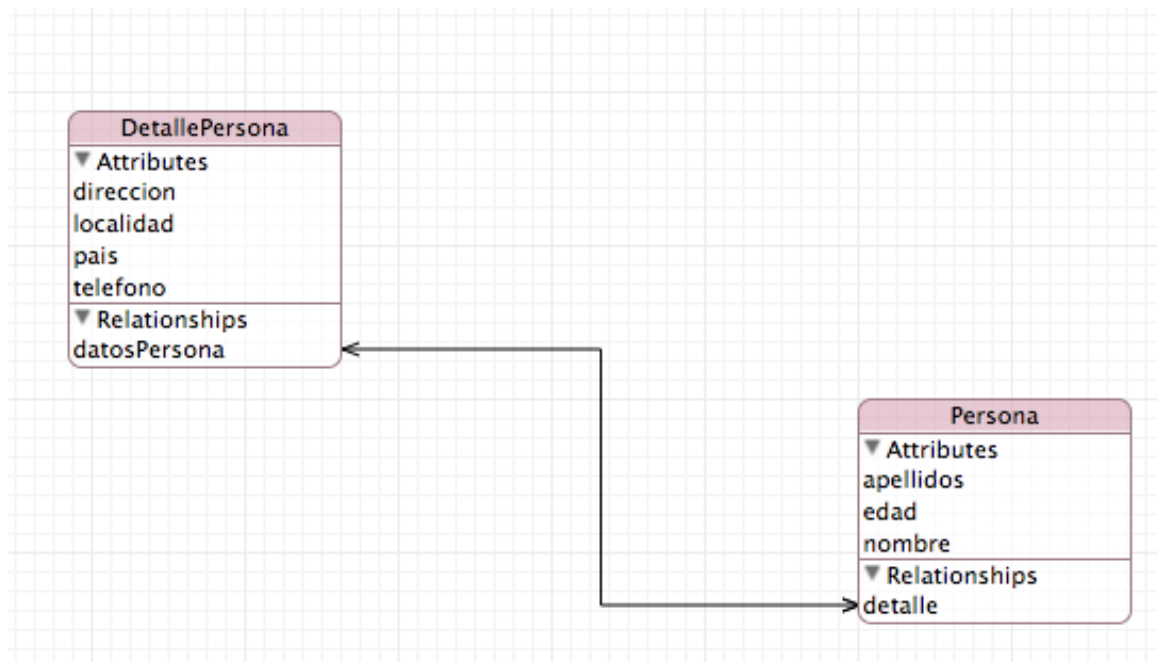 DetallePersona
Attributes
direccion
localidad
pais
telefono
Relationships
datosPersona
Persona
Attributes
apellidos
edad
nombre
Relationships
detalle